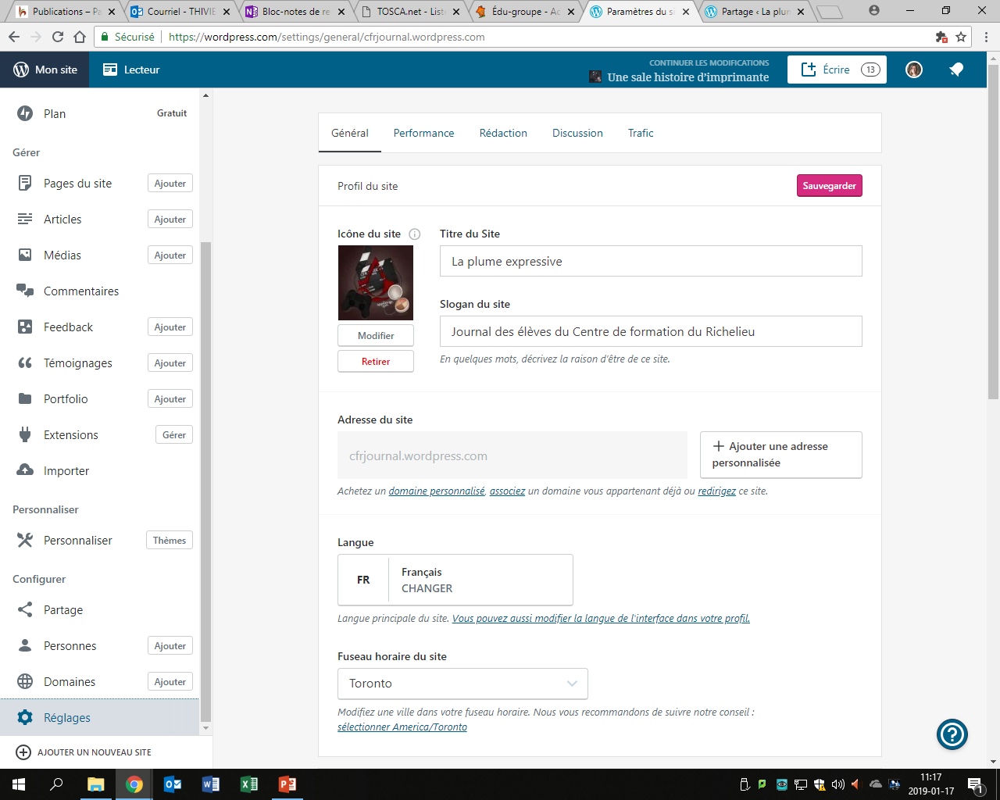 Publications – Pa
Courriel - THIVIE
Bloc-notes de re
TOSCA.net - List
Édu-groupe - Ac
Paramètres du si
Partage ‹ La plum
Sécurisé
https://wordpress.com/settings/general/cfrjournal.wordpress.com
Mon site
Lecteur
CONTINUER LES MODIFICATIONS
Une sale histoire d'imprimante
Écrire
13
Plan
Gratuit
Gérer
Pages du site
Ajouter
Articles
Ajouter
Médias
Ajouter
Commentaires
Feedback
Ajouter
Témoignages
Ajouter
Portfolio
Ajouter
Extensions
Gérer
Importer
Personnaliser
Personnaliser
Thèmes
Configurer
Partage
Personnes
Ajouter
Domaines
Ajouter
Réglages
AJOUTER UN NOUVEAU SITE
Général
Performance
Rédaction
Discussion
Trafic
Profil du site
Sauvegarder
Icône du site
Modifier
Retirer
Titre du Site
La plume expressive
Slogan du site
Journal des élèves du Centre de formation du Richelieu
En quelques mots, décrivez la raison d'être de ce site.
Adresse du site
cfrjournal.wordpress.com
Ajouter une adresse
personnalisée
Achetez un domaine personnalisé, associez un domaine vous appartenant déjà ou redirigez ce site.
Langue
FR
Français
CHANGER
Langue principale du site. Vous pouvez aussi modifier la langue de l'interface dans votre profil.
Fuseau horaire du site
Toronto
Modifiez une ville dans votre fuseau horaire. Nous vous recommandons de suivre notre conseil :
sélectionner America/Toronto
11:17
2019-01-17
1